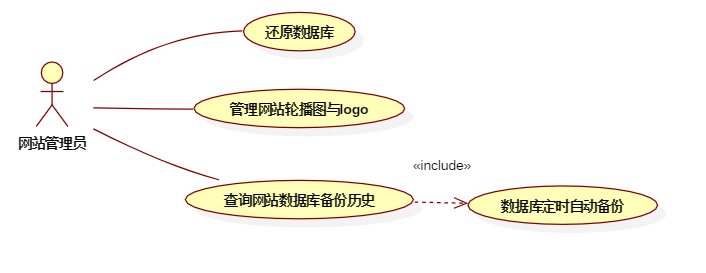 还原数据库
管理网站轮播图与logo
网站管理员
«include»
查询网站数据库备份历史
数据库定时自动备份